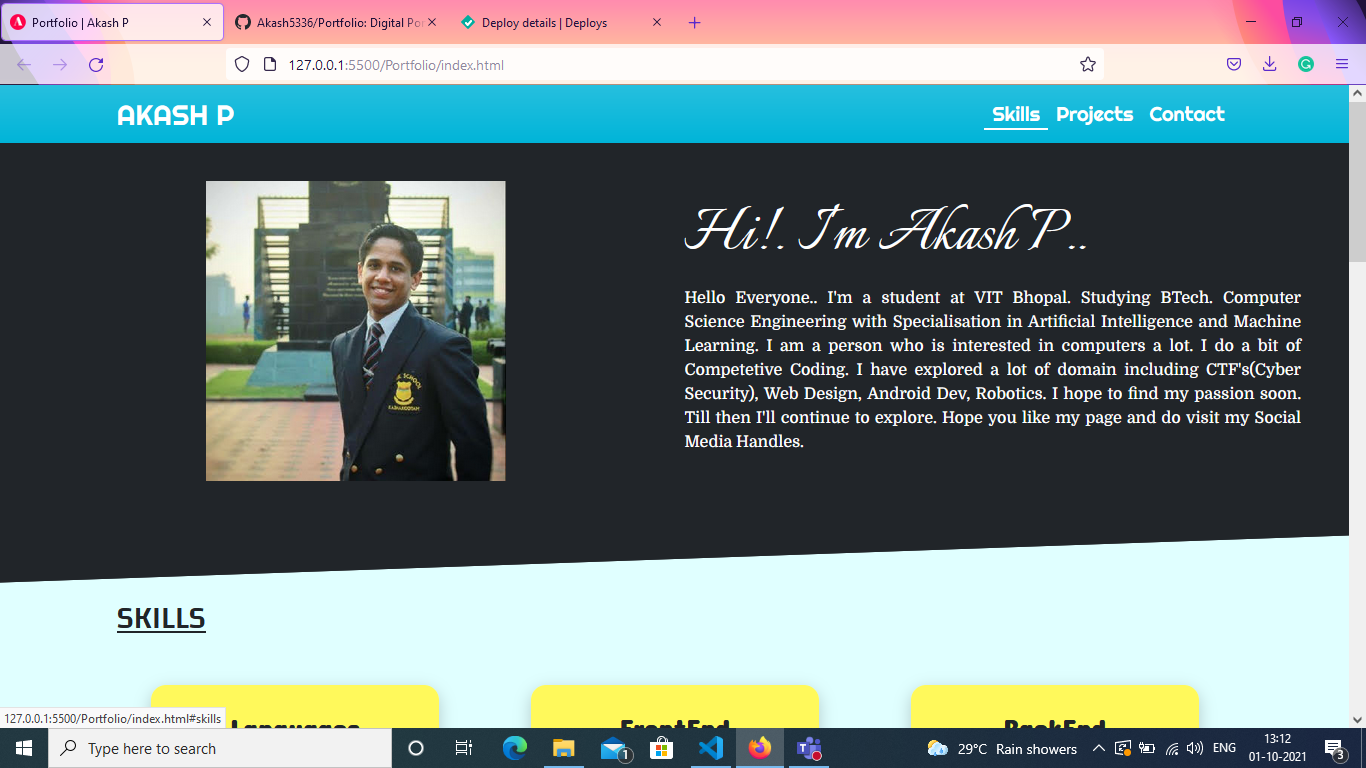 Portfolio | Akash P
Akash5336/Portfolio: Digital Po
Deploy details | Deploys
127.0.0.1:5500/Portfolio/index.html
AKASH P
Skills Projects Contact
Hi!. I'm Akash P..
Hello Everyone.. I'm a student at VIT Bhopal. Studying BTech. Computer
Science Engineering with Specialisation in Artificial Intelligence and Machine
Learning. I am a person who is interested in computers a lot. I do a bit of
Competetive Coding. I have explored a lot of domain including CTF's(Cyber
Security), Web Design, Android Dev, Robotics. I hope to find my passion soon.
Till then I'll continue to explore. Hope you like my page and do visit my Social
Media Handles.
SKILLS
Languages FrontEnd BackEnd
127.0.0.1:5500/Portfolio/index.html#skills
Type here to search
1
29°C Rain showers
ENG
13:12
01-10-2021
3